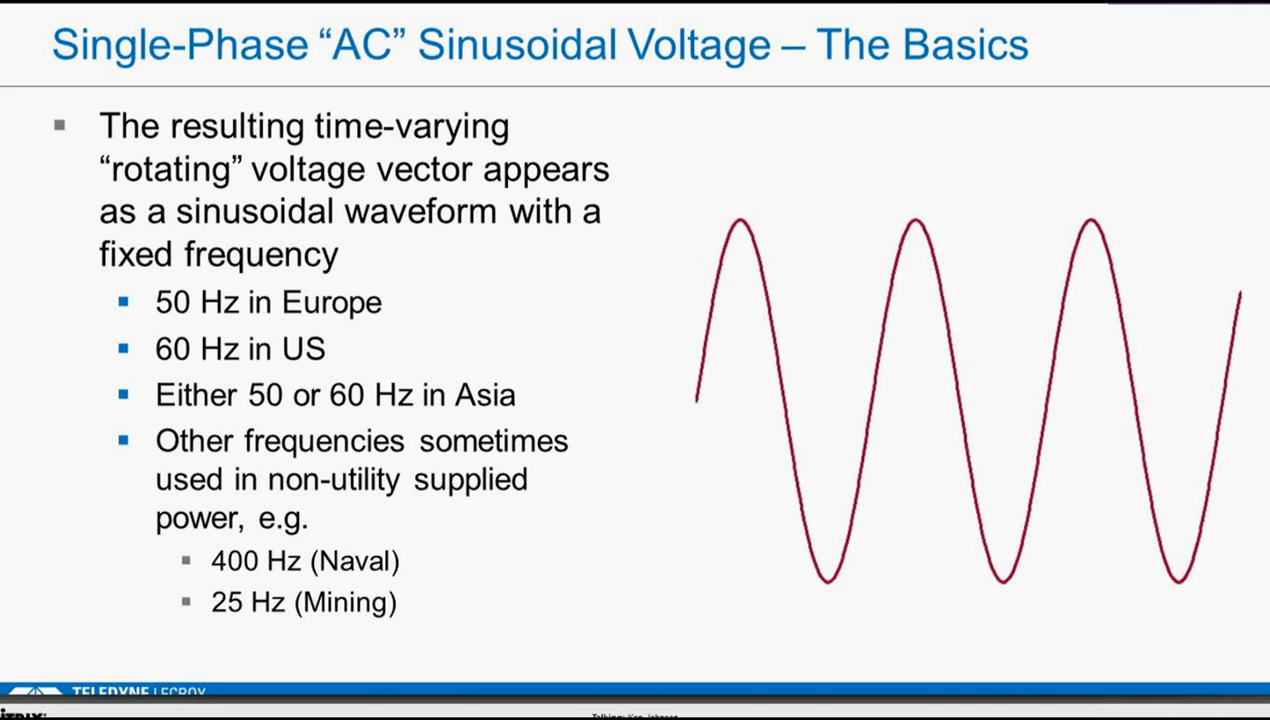 Single-Phase “AC” Sinusoidal Voltage – The Basics
The resulting time-varying
“rotating” voltage vector appears
as a sinusoidal waveform with a
fixed frequency
50 Hz in Europe
60 Hz in US
Either 50 or 60 Hz in Asia
Other frequencies sometimes
used in non-utility supplied
power, e.g.
400 Hz (Naval)
25 Hz (Mining)
TELEDYNE LECROY